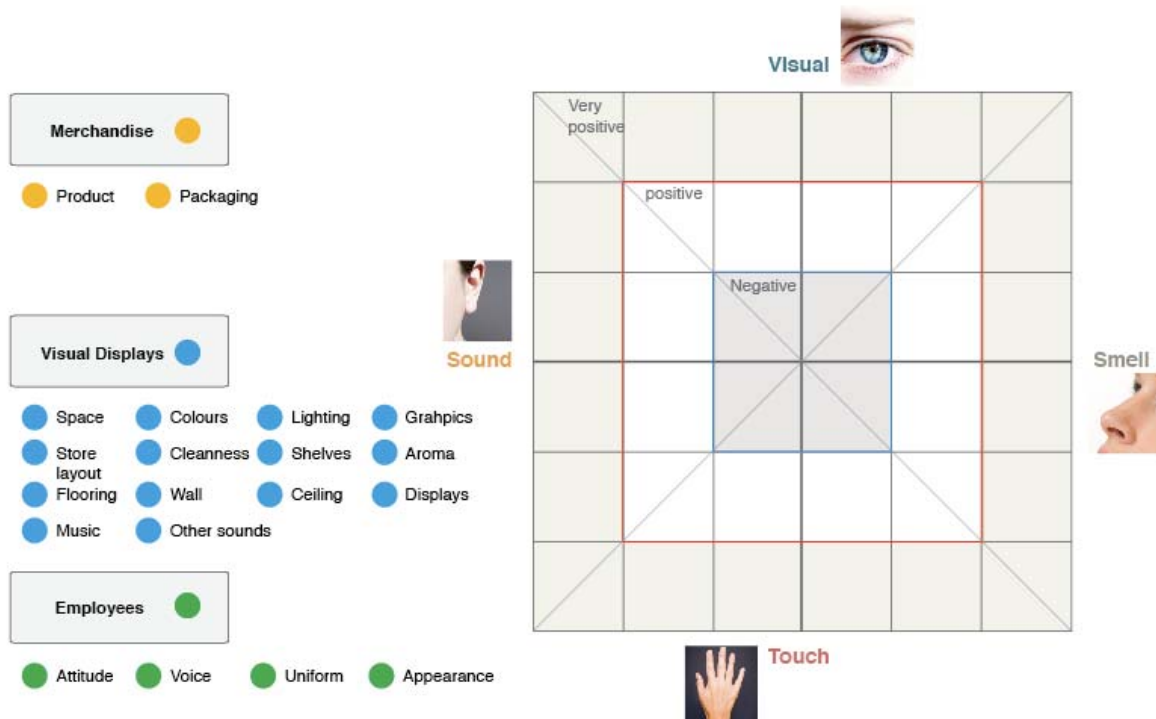 Visual
Very
positive
Merchandise
Product Packaging
positive
Negative
Visual Displays
Sound
Smell
Space Colours Lighting Grahpics
Store Cleanness Shelves Aroma
layout
Flooring Wall Ceiling Displays
Music Other sounds
Employees
Touch
Attitude Voice Uniform Appearance